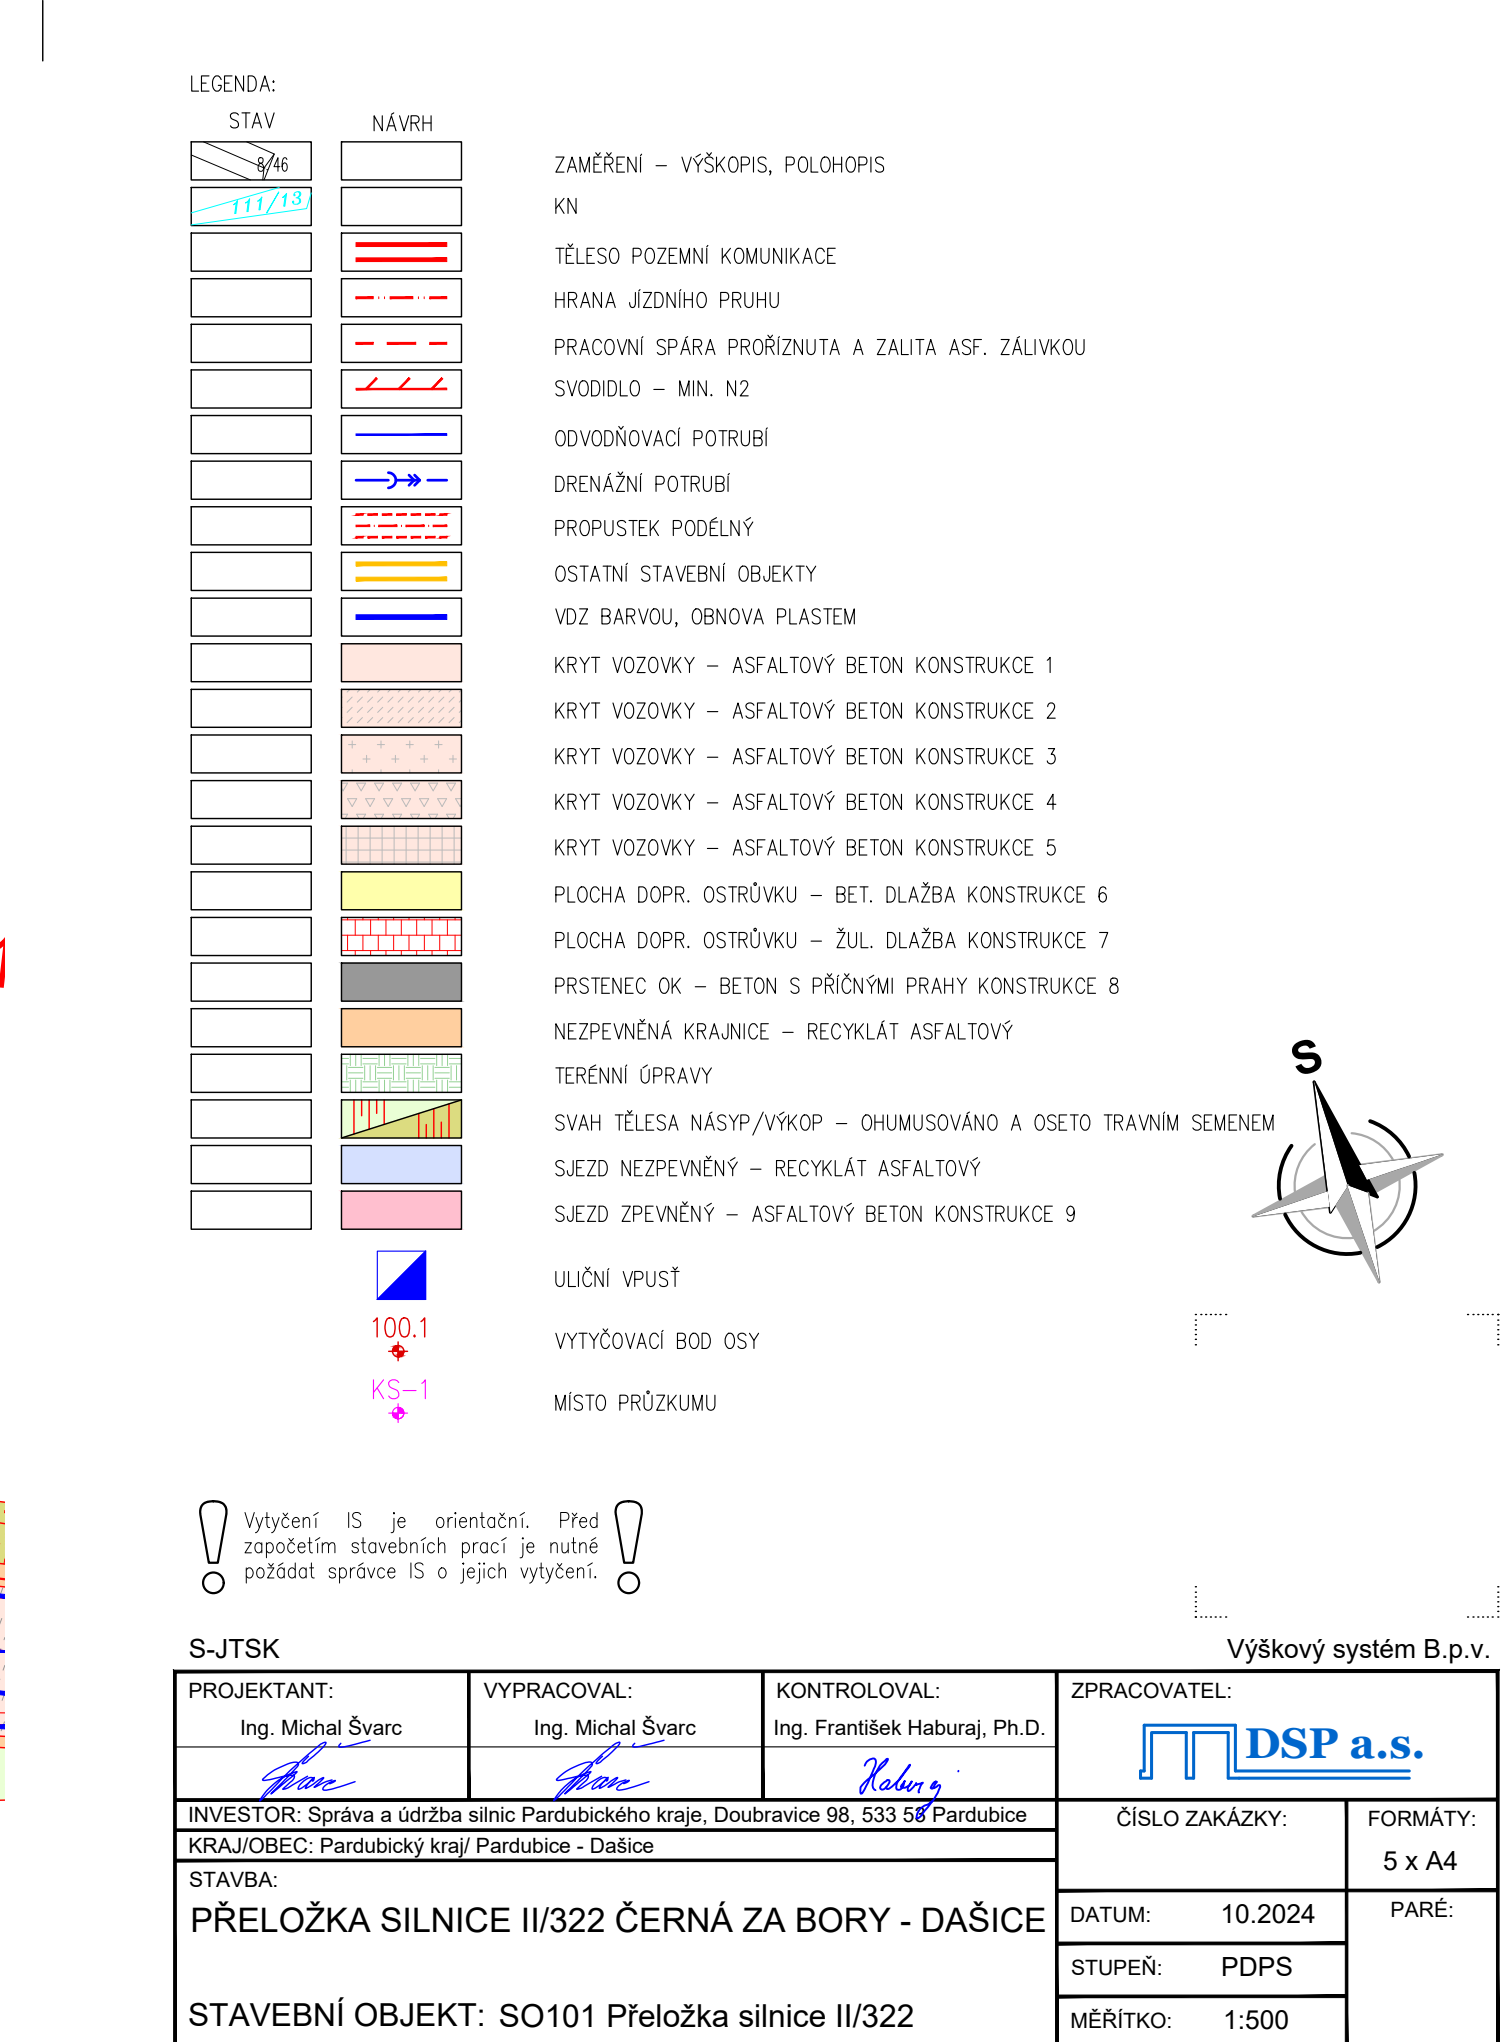 LEGENDA:
STAV
NÁVRH
8/46
ZAMĚŘENÍ – VÝŠKOPIS, POLOHOPIS
111/13
KN
TĚLESO POZEMNÍ KOMUNIKACE
HRANA JÍZDNÍHO PRUHU
PRACOVNÍ SPÁRA PROŘÍZNUTA A ZALITA ASF. ZÁLIVKOU
SVODIDLO – MIN. N2
ODVODŇOVACÍ POTRUBÍ
DRENÁŽNÍ POTRUBÍ
PROPUSTEK PODÉLNÝ
OSTATNÍ STAVEBNÍ OBJEKTY
VDZ BARVOU, OBNOVA PLASTEM
KRYT VOZOVKY – ASFALTOVÝ BETON KONSTRUKCE 1
KRYT VOZOVKY – ASFALTOVÝ BETON KONSTRUKCE 2
KRYT VOZOVKY – ASFALTOVÝ BETON KONSTRUKCE 3
KRYT VOZOVKY – ASFALTOVÝ BETON KONSTRUKCE 4
KRYT VOZOVKY – ASFALTOVÝ BETON KONSTRUKCE 5
PLOCHA DOPR. OSTRŮVKU – BET. DLAŽBA KONSTRUKCE 6
PLOCHA DOPR. OSTRŮVKU – ŽUL. DLAŽBA KONSTRUKCE 7
PRSTENEC OK – BETON S PŘÍČNÝMI PRAHY KONSTRUKCE 8
NEZPEVNĚNÁ KRAJNICE – RECYKLÁT ASFALTOVÝ
S
TERÉNNÍ ÚPRAVY
SVAH TĚLESA NÁSYP/VÝKOP – OHUMUSOVÁNO A OSETO TRAVNÍM SEMENEM
SJEZD NEZPEVNĚNÝ – RECYKLÁT ASFALTOVÝ
SJEZD ZPEVNĚNÝ – ASFALTOVÝ BETON KONSTRUKCE 9
ULIČNÍ VPUSŤ
100.1
VYTYČOVACÍ BOD OSY
KS–1
MÍSTO PRŮZKUMU
Vytyčení IS je orientační. Před
započetím stavebních prací je nutné
požádat správce IS o jejich vytyčení.
S-JTSK
Výškový systém B.p.v.
PROJEKTANT:
Ing. Michal Švarc
VYPRACOVAL:
Ing. Michal Švarc
KONTROLOVAL:
Ing. František Haburaj, Ph.D.
ZPRACOVATEL:
DSP a.s.
INVESTOR: Správa a údržba silnic Pardubického kraje, Doubravice 98, 533 53 Pardubice
KRAJ/OBEC: Pardubický kraj/ Pardubice - Dašice
ČÍSLO ZAKÁZKY:
FORMÁTY:
5 x A4
STAVBA:
PŘELOŽKA SILNICE II/322 ČERNÁ ZA BORY - DAŠICE
DATUM: 10.2024
PARÉ:
STUPEŇ: PDPS
STAVEBNÍ OBJEKT: SO101 Přeložka silnice II/322
MĚŘÍTKO: 1:500